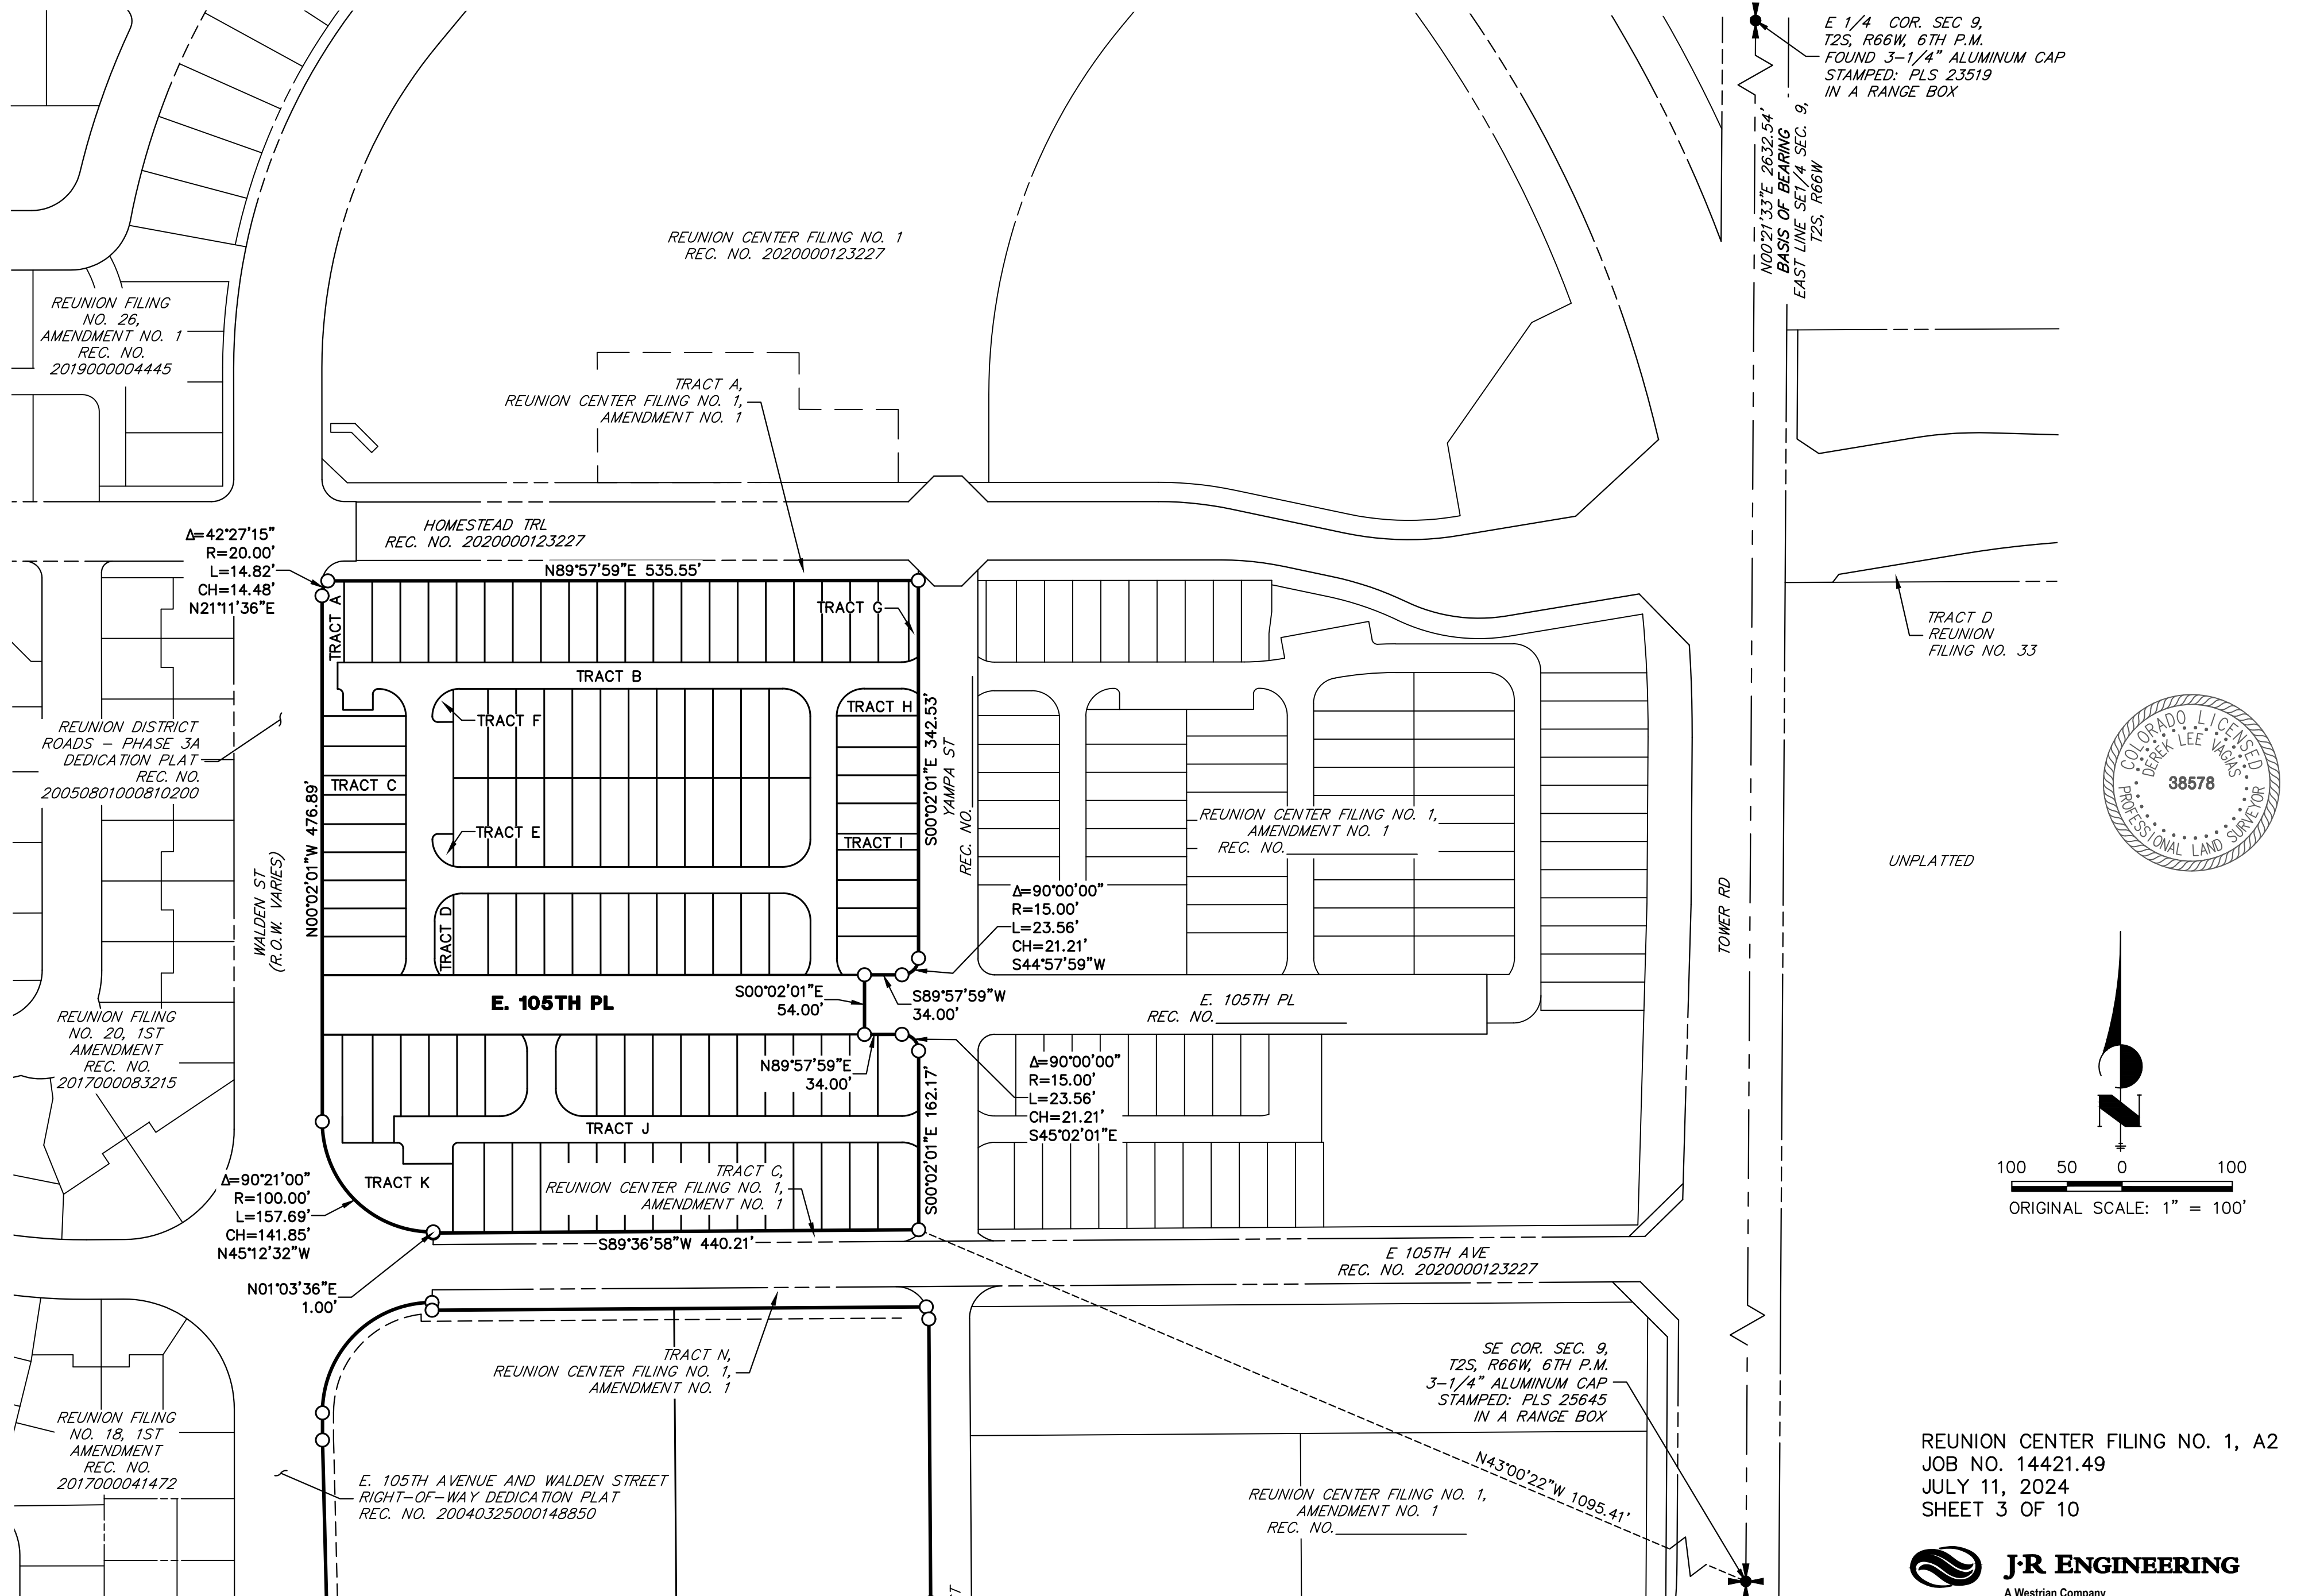 E 1/4 COR. SEC 9,
T2S, R66W, 6TH P.M.
FOUND 3-1/4" ALUMINUM CAP
STAMPED: PLS 23519
IN A RANGE BOX
N00°21'33"E 2632.54'
BASIS OF BEARING
EAST LINE SE1/4 SEC. 9,
T2S, R66W
REUNION CENTER FILING NO. 1
REC. NO. 2020000123227
REUNION FILING
NO. 26,
AMENDMENT NO. 1
REC. NO.
2019000004445
TRACT A,
REUNION CENTER FILING NO. 1,
AMENDMENT NO. 1
HOMESTEAD TRL
REC. NO. 2020000123227
Δ=42°27'15"
R=20.00'
L=14.82'
CH=14.48'
N21°11'36"E
N89°57'59"E 535.55'
TRACT A
TRACT G
TRACT B
TRACT F
TRACT H
TRACT C
TRACT E
TRACT I
TRACT D
S00°02'01"E 342.53'
YAMPA ST
REC. NO.
TRACT D
REUNION
FILING NO. 33
REUNION DISTRICT
ROADS - PHASE 3A
DEDICATION PLAT
REC. NO.
20050801000810200
N00°02'01"W 476.89'
WALDEN ST
(R.O.W. VARIES)
REUNION CENTER FILING NO. 1,
AMENDMENT NO. 1
REC. NO.
COLORADO LICENSED
DEREK LEE VAGIAS
38578
PROFESSIONAL LAND SURVEYOR
UNPLATTED
TOWER RD
Δ=90°00'00"
R=15.00'
L=23.56'
CH=21.21'
S44°57'59"W
E. 105TH PL
S00°02'01"E
54.00'
S89°57'59"W
34.00'
E. 105TH PL
REC. NO.
REUNION FILING
NO. 20, 1ST
AMENDMENT
REC. NO.
2017000083215
N89°57'59"E
34.00'
Δ=90°00'00"
R=15.00'
L=23.56'
CH=21.21'
S45°02'01"E
S00°02'01"E 162.17'
TRACT J
TRACT K
TRACT C,
REUNION CENTER FILING NO. 1,
AMENDMENT NO. 1
Δ=90°21'00"
R=100.00'
L=157.69'
CH=141.85'
N45°12'32"W
S89°36'58"W 440.21'
N01°03'36"E
1.00'
E 105TH AVE
REC. NO. 2020000123227
N
100 50 0 100
ORIGINAL SCALE: 1" = 100'
TRACT N,
REUNION CENTER FILING NO. 1,
AMENDMENT NO. 1
SE COR. SEC. 9,
T2S, R66W, 6TH P.M.
3-1/4" ALUMINUM CAP
STAMPED: PLS 25645
IN A RANGE BOX
REUNION FILING
NO. 18, 1ST
AMENDMENT
REC. NO.
2017000041472
E. 105TH AVENUE AND WALDEN STREET
RIGHT-OF-WAY DEDICATION PLAT
REC. NO. 20040325000148850
N43°00'22"W 1095.41'
REUNION CENTER FILING NO. 1,
AMENDMENT NO. 1
REC. NO.
REUNION CENTER FILING NO. 1, A2
JOB NO. 14421.49
JULY 11, 2024
SHEET 3 OF 10
J·R ENGINEERING
A Westrian Company